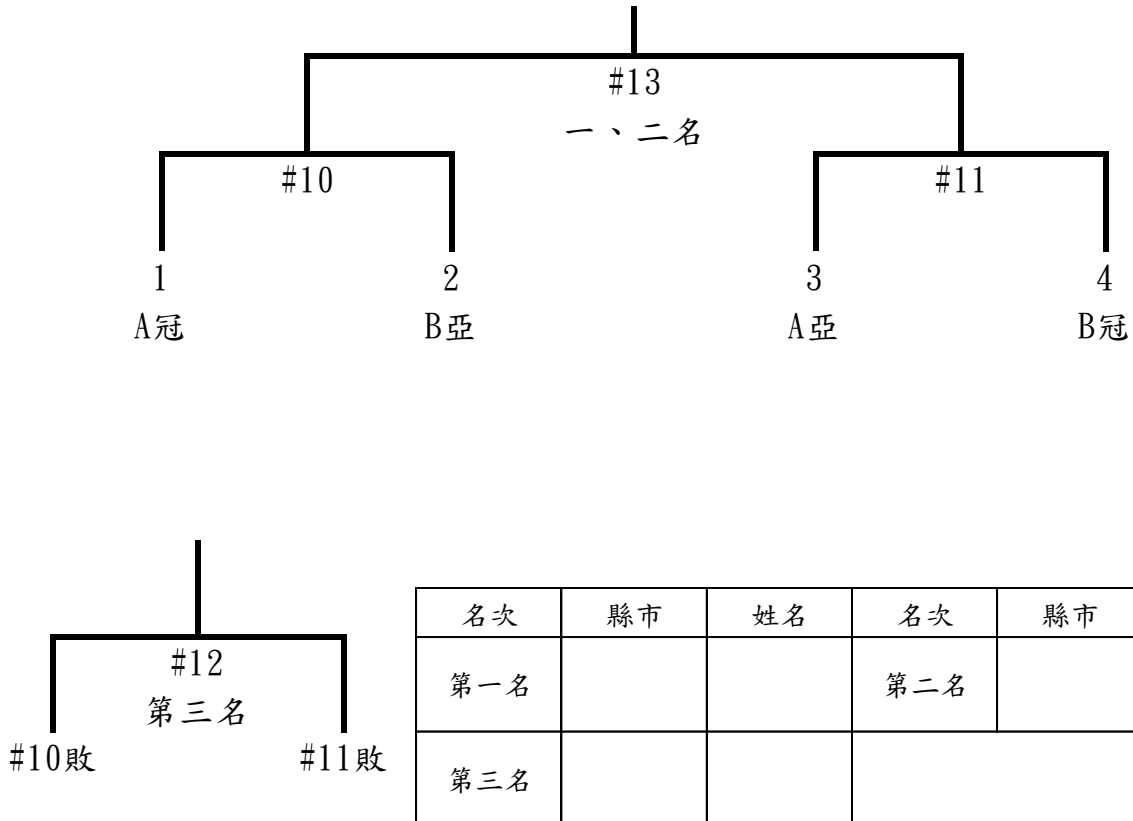 #13
一、二名
#10 #11
1 2 3 4
A冠 B亞 A亞 B冠
#12
第三名
#10敗 #11敗
名次 縣市 姓名 名次 縣市
第一名 第二名
第三名